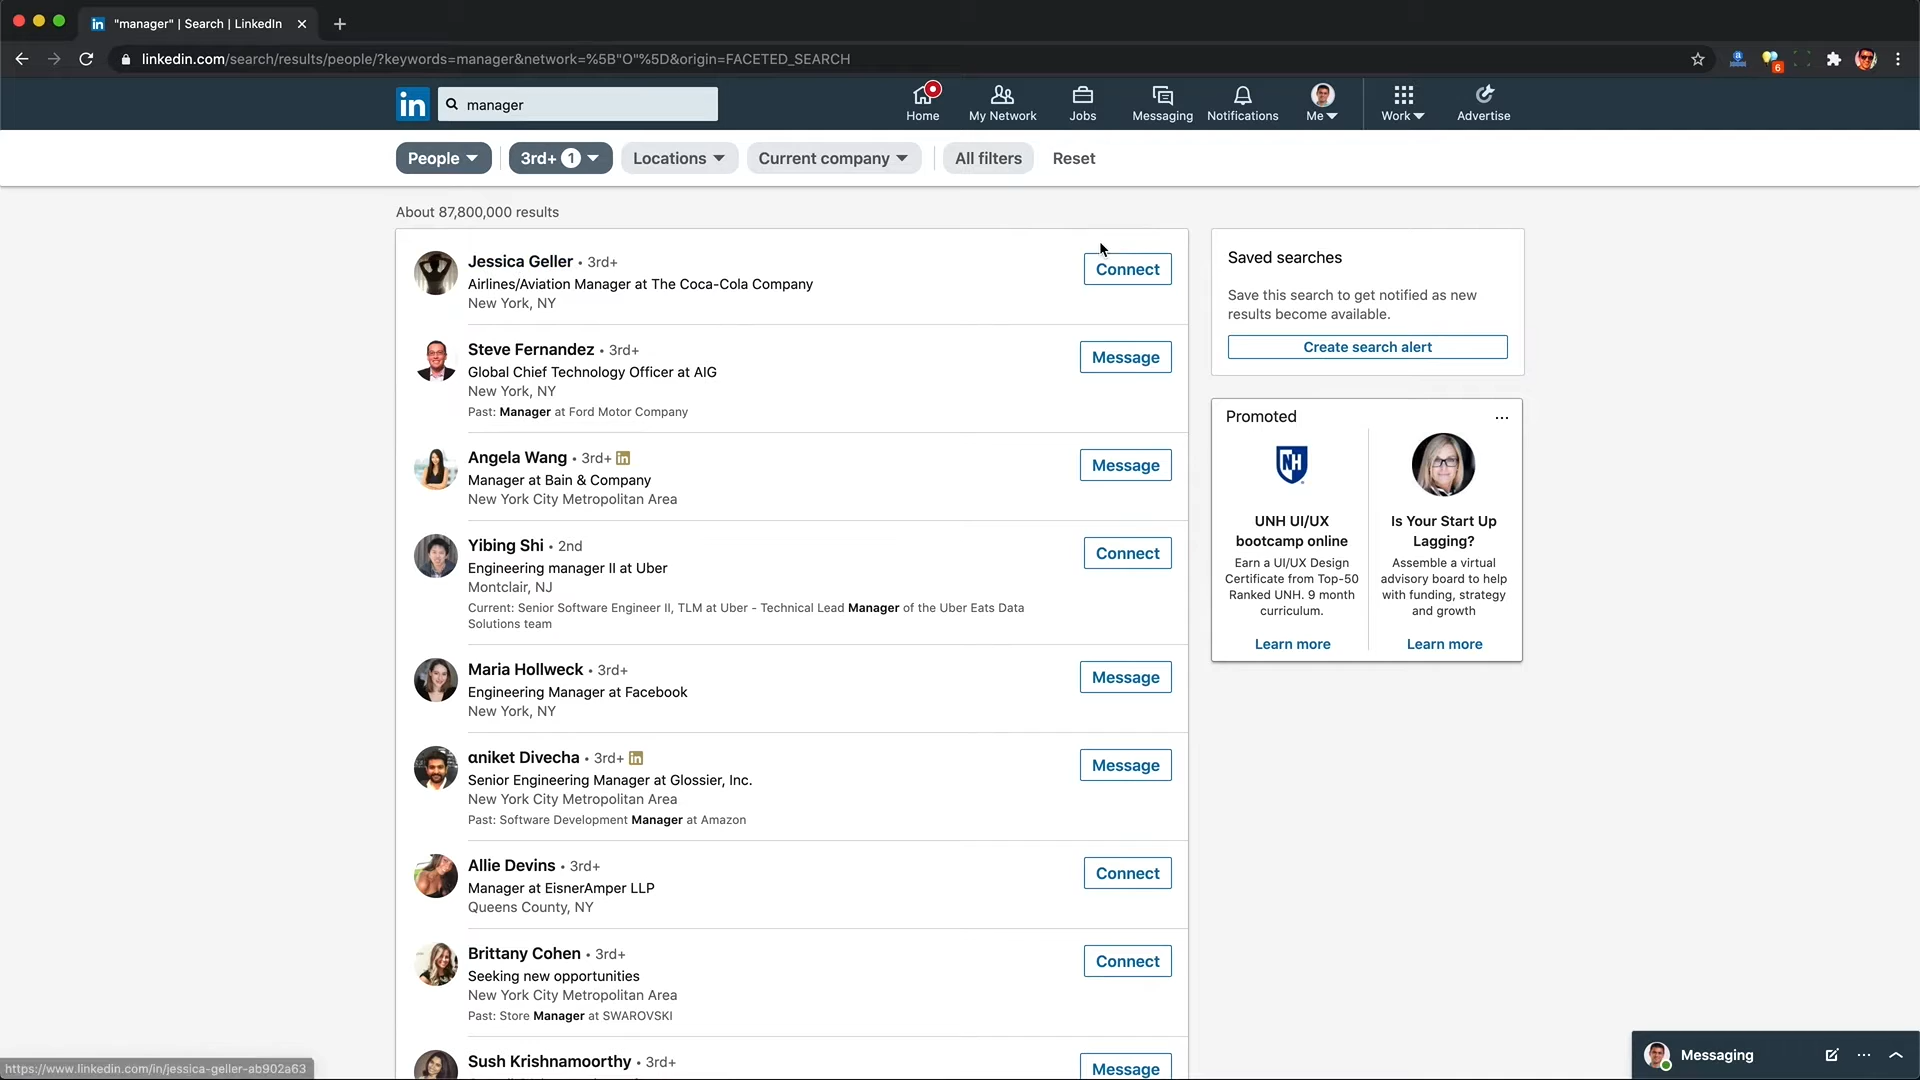 "manager" | Search | LinkedIn
linkedin.com/search/results/people/?keywords=manager&network=%5B"O"%5D&origin=FACETED_SEARCH
6
in
manager
Home
My Network
Jobs
Messaging
Notifications
Me
Work
Advertise
People
3rd+ 1
Locations
Current company
All filters
Reset
About 87,800,000 results
Jessica Geller • 3rd+
Airlines/Aviation Manager at The Coca-Cola Company
New York, NY
Connect
Steve Fernandez • 3rd+
Global Chief Technology Officer at AIG
New York, NY
Past: Manager at Ford Motor Company
Message
Angela Wang • 3rd+ in
Manager at Bain & Company
New York City Metropolitan Area
Message
Yibing Shi • 2nd
Engineering manager II at Uber
Montclair, NJ
Current: Senior Software Engineer II, TLM at Uber - Technical Lead Manager of the Uber Eats Data
Solutions team
Connect
Maria Hollweck • 3rd+
Engineering Manager at Facebook
New York, NY
Message
αniket Divecha • 3rd+ in
Senior Engineering Manager at Glossier, Inc.
New York City Metropolitan Area
Past: Software Development Manager at Amazon
Message
Allie Devins • 3rd+
Manager at EisnerAmper LLP
Queens County, NY
Connect
Brittany Cohen • 3rd+
Seeking new opportunities
New York City Metropolitan Area
Past: Store Manager at SWAROVSKI
Connect
Sush Krishnamoorthy • 3rd+
Message
Saved searches
Save this search to get notified as new
results become available.
Create search alert
Promoted
NH
UNH UI/UX
bootcamp online
Earn a UI/UX Design
Certificate from Top-50
Ranked UNH. 9 month
curriculum.
Learn more
Is Your Start Up
Lagging?
Assemble a virtual
advisory board to help
with funding, strategy
and growth
Learn more
Messaging
https://www.linkedin.com/in/jessica-geller-ab902a63